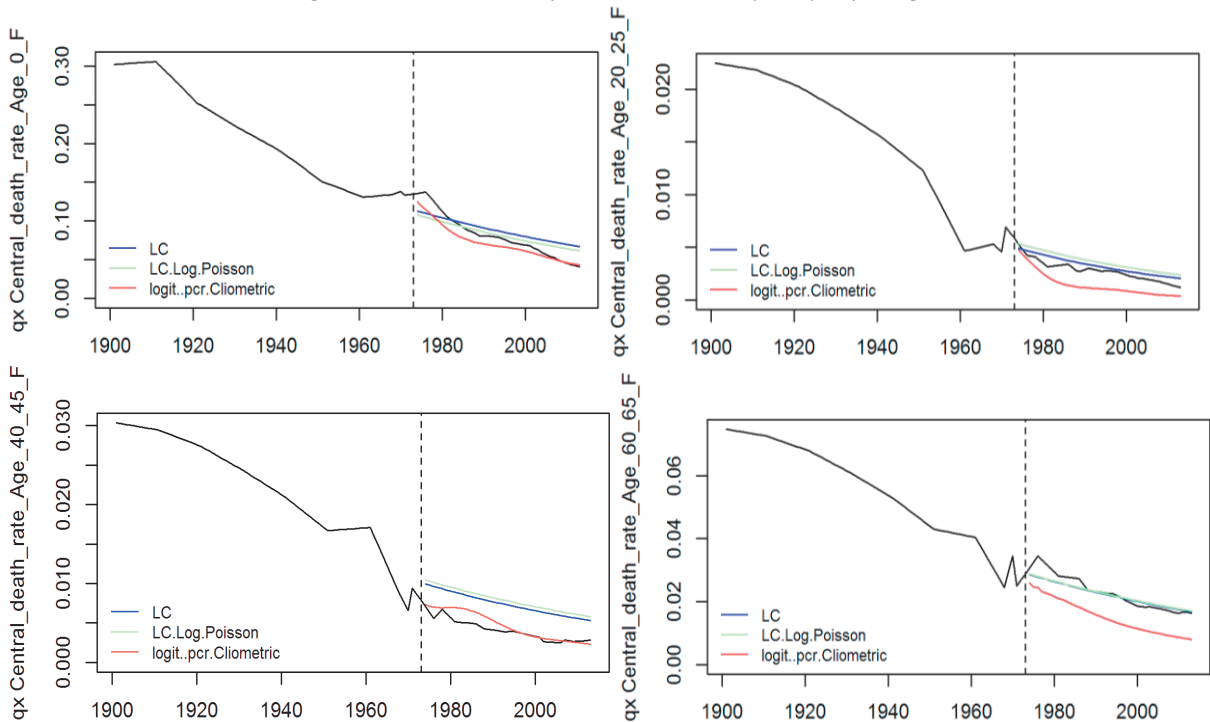 qx Central_death_rate_Age_0_F
0.00 0.10 0.20 0.30
LC
LC.Log.Poisson
logit..pcr.Cliometric
1900 1920 1940 1960 1980 2000
qx Central_death_rate_Age_20_25_F
0.000 0.010 0.020
LC
LC.Log.Poisson
logit..pcr.Cliometric
1900 1920 1940 1960 1980 2000
qx Central_death_rate_Age_40_45_F
0.000 0.010 0.020 0.030
LC
LC.Log.Poisson
logit..pcr.Cliometric
1900 1920 1940 1960 1980 2000
qx Central_death_rate_Age_60_65_F
0.00 0.02 0.04 0.06
LC
LC.Log.Poisson
logit..pcr.Cliometric
1900 1920 1940 1960 1980 2000